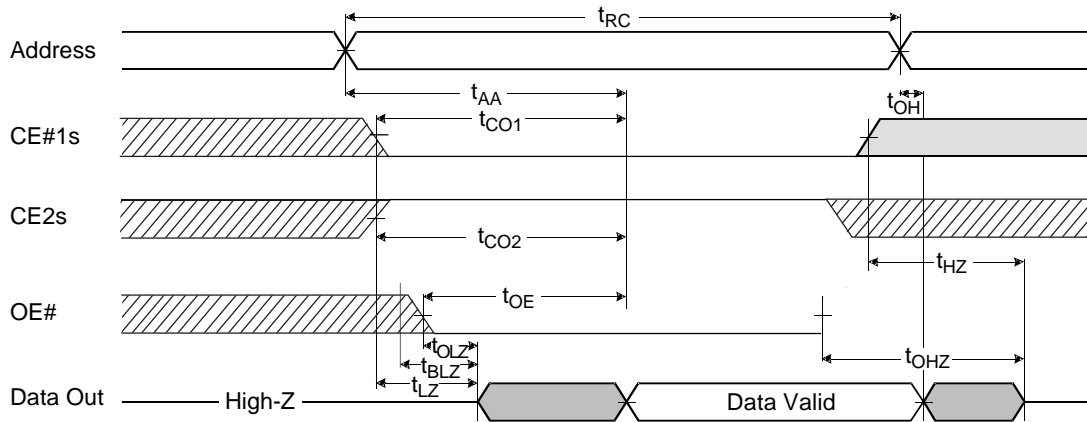 tRC
Address
tAA
tOH
CE#1s
tCO1
CE2s
tCO2
tHZ
OE#
tOE
tOLZ
tBLZ
tOHZ
tLZ
Data Out
High-Z
Data Valid